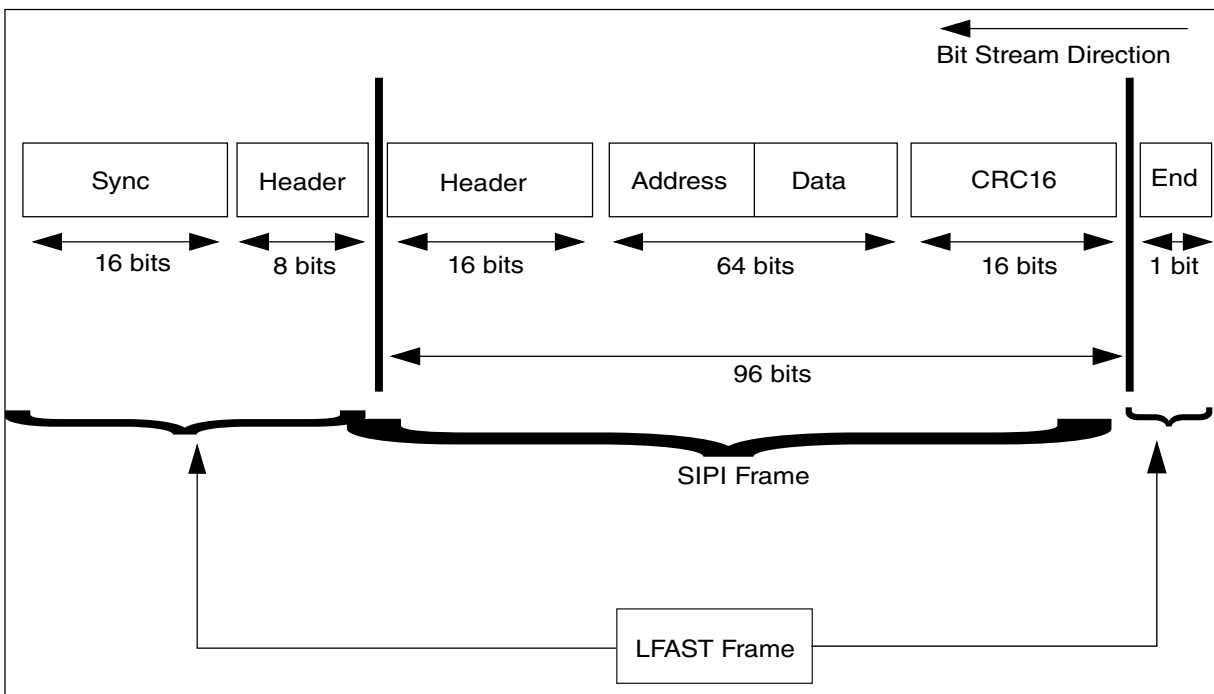 Bit Stream Direction
Sync
Header
Header
Address
Data
CRC16
End
16 bits
8 bits
16 bits
64 bits
16 bits
1 bit
96 bits
SIPI Frame
LFAST Frame